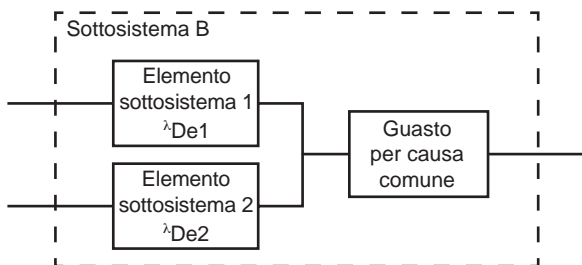 Sottosistema B
Elemento
sottosistema 1
λDe1
Elemento
sottosistema 2
λDe2
Guasto
per causa
comune